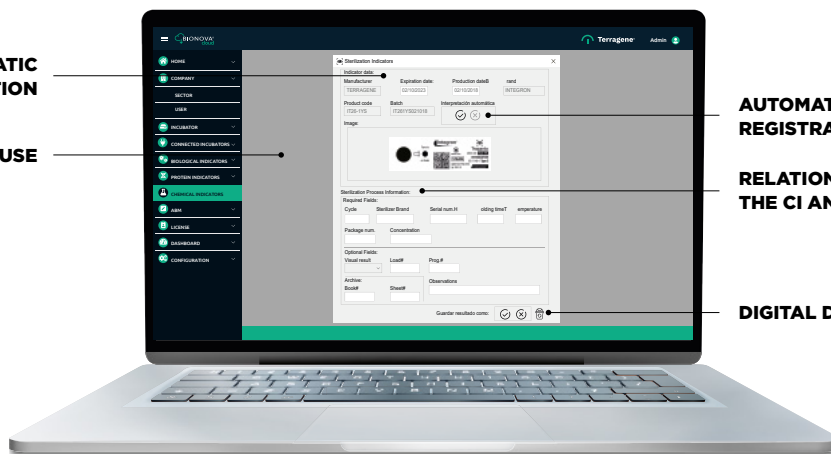 BIONOVA®
cloud
Terragene®
Admin
ATIC
TION
USE
HOME
COMPANY
SECTOR
USER
INCUBATOR
CONNECTED INCUBATORS
BIOLOGICAL INDICATORS
PROTEIN INDICATORS
CHEMICAL INDICATORS
ABM
LICENSE
DASHBOARD
CONFIGURATION
Sterilization Indicators
Indicator data:
Manufacturer Expiration date: Production dateB rand
TERRAGENE 02/10/2023 02/10/2018 INTEGRON
Product code Batch Interpretación automática
IT26-1YS IT261YS021018
Image:
Integron
Sterilization Process Information:
Required Fields:
Cycle Sterilizer Brand Serial num.H olding timeT emperature
Package num. Concentration
Optional Fields:
Visual result Load# Prog.#
Archive: Observations
Book# Sheet#
Guardar resultado como:
AUTOMAT
REGISTRA
RELATION
THE CI AN
DIGITAL D